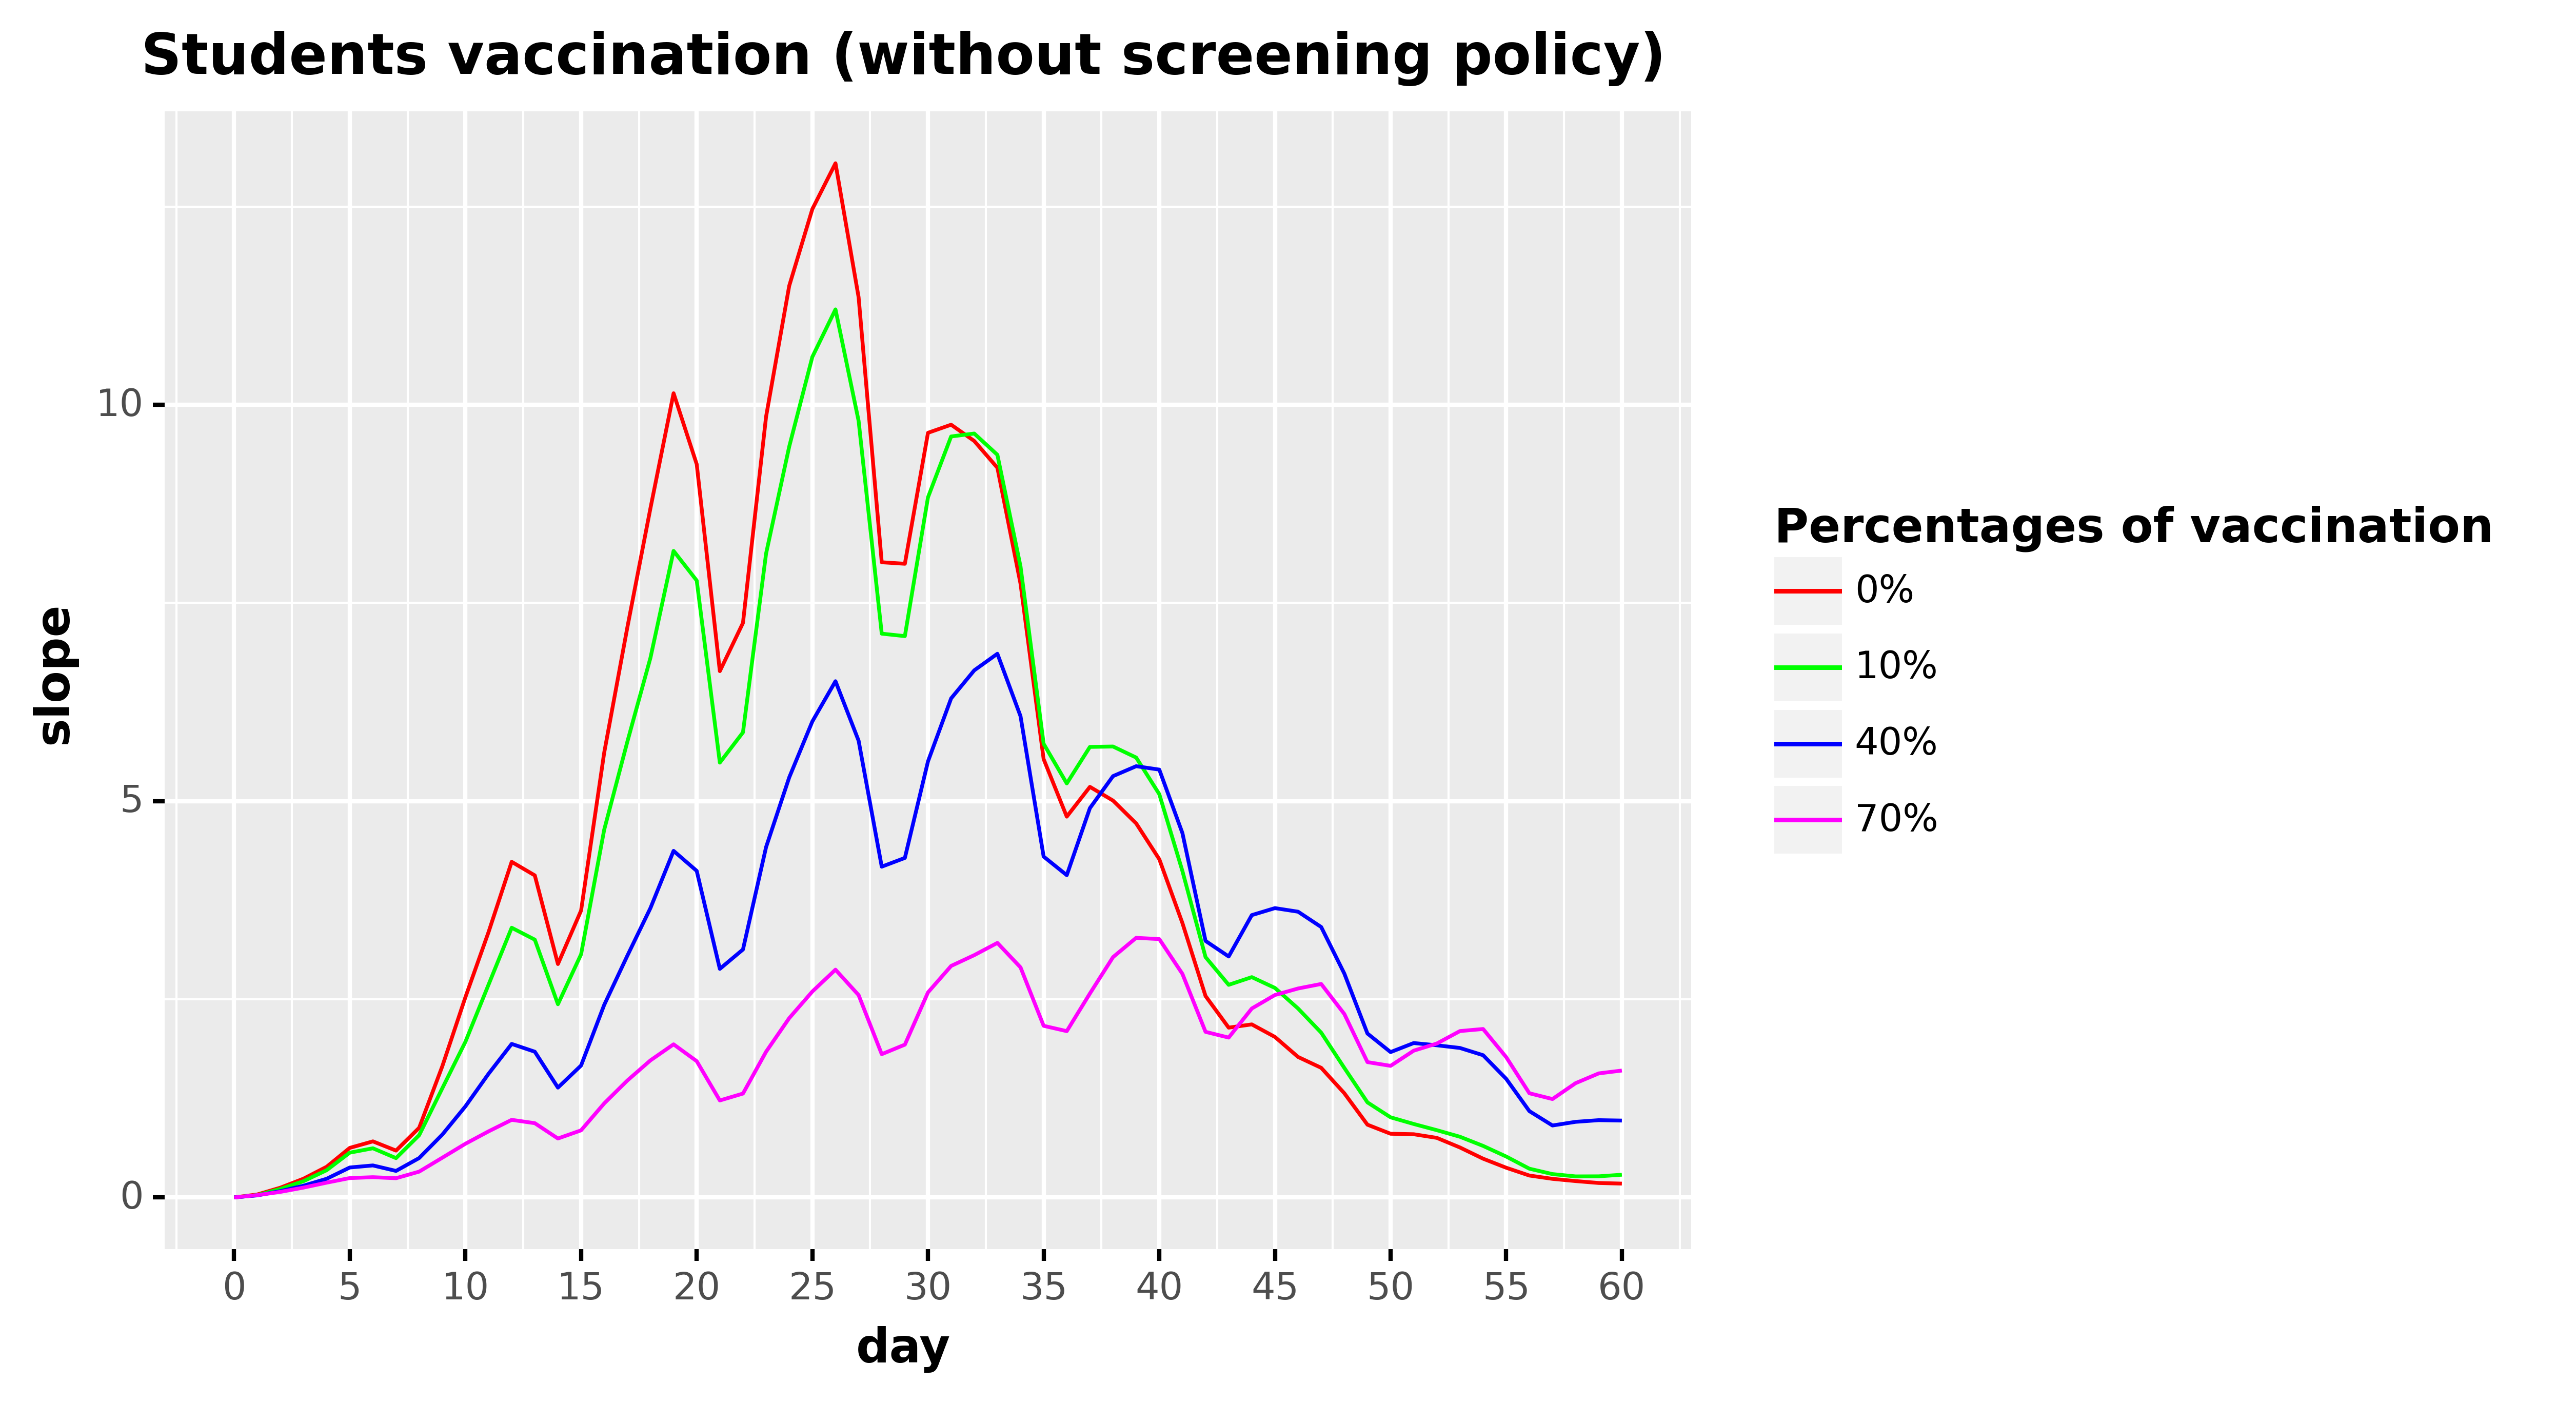 Students vaccination (without screening policy)
slope
10
5
0
0 5 10 15 20 25 30 35 40 45 50 55 60
day
Percentages of vaccination
0%
10%
40%
70%